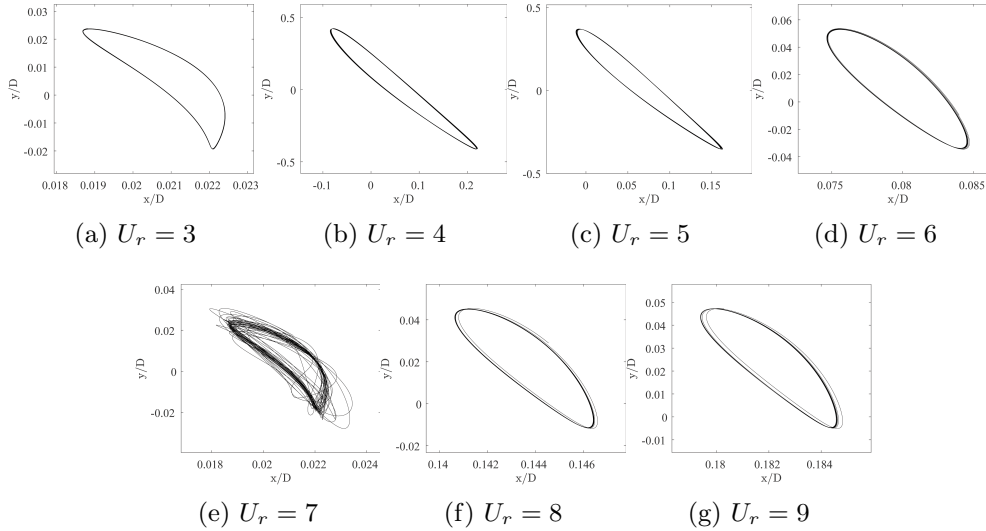 0.03
0.02
0.01
0
-0.01
-0.02
y/D
0.018 0.019 0.020 0.021 0.022 0.023
x/D
(a) U_r = 3
0.5
0
-0.5
y/D
-0.1 0 0.1 0.2
x/D
(b) U_r = 4
0.5
0
-0.5
y/D
0 0.05 0.10 0.15
x/D
(c) U_r = 5
0.06
0.04
0.02
0
-0.02
-0.04
y/D
0.075 0.08 0.085
x/D
(d) U_r = 6
0.04
0.02
0
-0.02
y/D
0.018 0.02 0.022 0.024
x/D
(e) U_r = 7
0.04
0.02
0
-0.02
y/D
0.14 0.142 0.144 0.146
x/D
(f) U_r = 8
0.05
0.04
0.03
0.02
0.01
0
-0.01
y/D
0.18 0.182 0.184
x/D
(g) U_r = 9